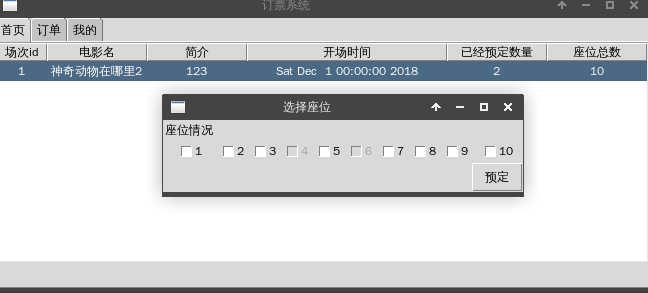 订票系统
首页 订单 我的
场次id 电影名 简介 开场时间 已经预定数量 座位总数
1 神奇动物在哪里2 123 Sat Dec 1 00:00:00 2018 2 10
选择座位
座位情况
1 2 3 4 5 6 7 8 9 10
预定